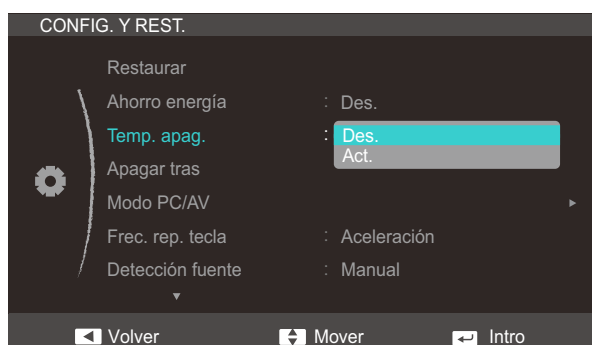 CONFIG. Y REST.
Restaurar
Ahorro energía : Des.
Temp. apag. : Des.
Act.
Apagar tras
Modo PC/AV
Frec. rep. tecla : Aceleración
Detección fuente : Manual
Volver Mover Intro